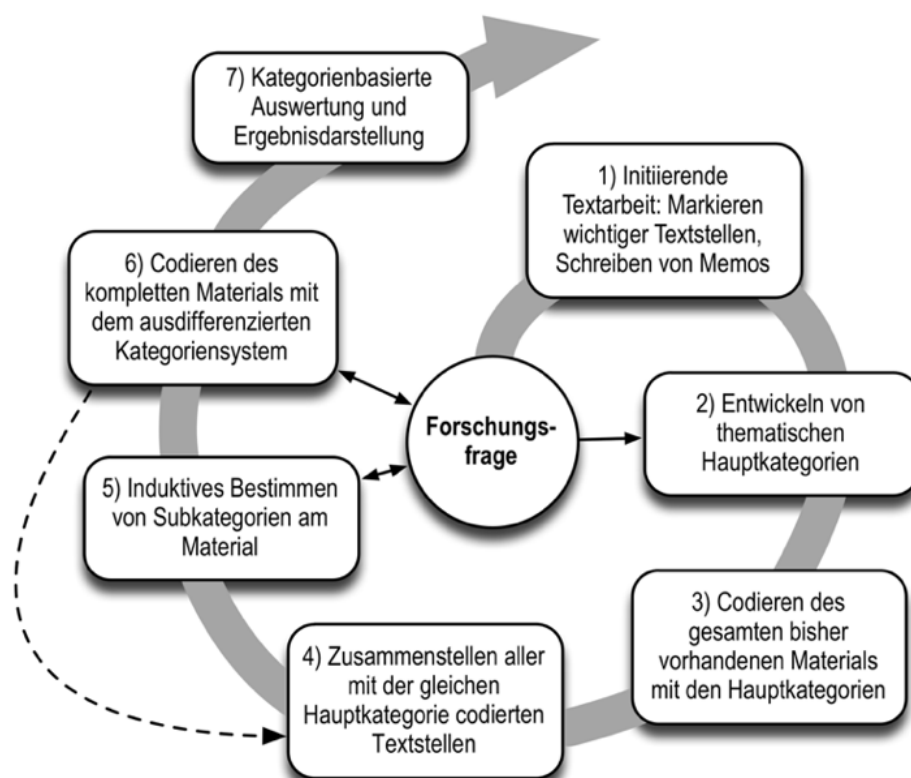 7) Kategorienbasierte
Auswertung und
Ergebnisdarstellung
1) Initiierende
Textarbeit: Markieren
wichtiger Textstellen,
Schreiben von Memos
6) Codieren des
kompletten Materials mit
dem ausdifferenzierten
Kategoriensystem
Forschungs-
frage
2) Entwickeln von
thematischen
Hauptkategorien
5) Induktives Bestimmen
von Subkategorien am
Material
3) Codieren des
gesamten bisher
vorhandenen Materials
mit den Hauptkategorien
4) Zusammenstellen aller
mit der gleichen
Hauptkategorie codierten
Textstellen